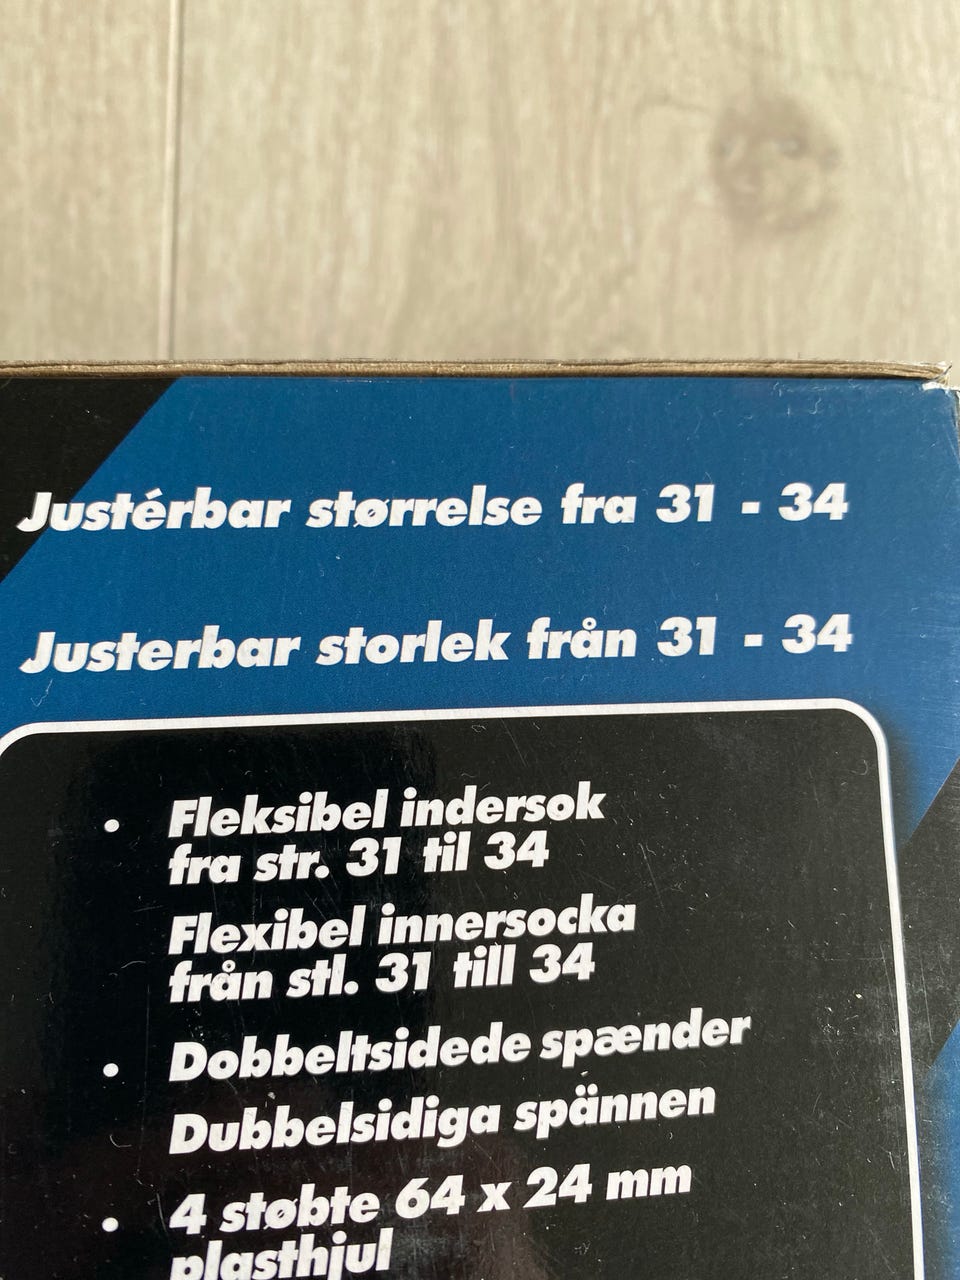 Justérbar størrelse fra 31 - 34
Justerbar storlek från 31 - 34
• Fleksibel indersok
fra str. 31 til 34
Flexibel innersocka
från stl. 31 till 34
• Dobbeltsidede spænder
Dubbelsidiga spännen
• 4 støbte 64 x 24 mm
plasthjul